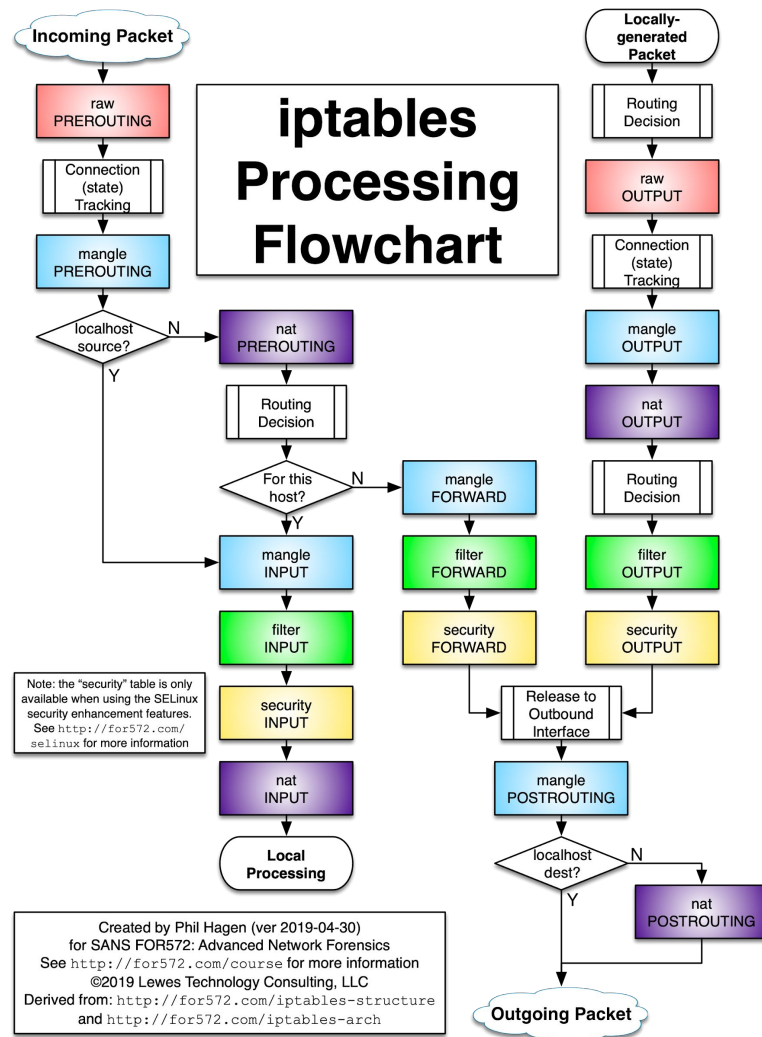 Incoming Packet
raw
PREROUTING
Connection
(state)
Tracking
mangle
PREROUTING
localhost
source?
N
Y
iptables
Processing
Flowchart
nat
PREROUTING
Routing
Decision
For this
host?
N
Y
mangle
INPUT
filter
INPUT
security
INPUT
nat
INPUT
Local
Processing
mangle
FORWARD
filter
FORWARD
security
FORWARD
Locally-
generated
Packet
Routing
Decision
raw
OUTPUT
Connection
(state)
Tracking
mangle
OUTPUT
nat
OUTPUT
Routing
Decision
filter
OUTPUT
security
OUTPUT
Release to
Outbound
Interface
mangle
POSTROUTING
localhost
dest?
N
Y
nat
POSTROUTING
Outgoing Packet
Note: the “security” table is only
available when using the SELinux
security enhancement features.
See http://for572.com/
selinux for more information
Created by Phil Hagen (ver 2019-04-30)
for SANS FOR572: Advanced Network Forensics
See http://for572.com/course for more information
©2019 Lewes Technology Consulting, LLC
Derived from: http://for572.com/iptables-structure
and http://for572.com/iptables-arch